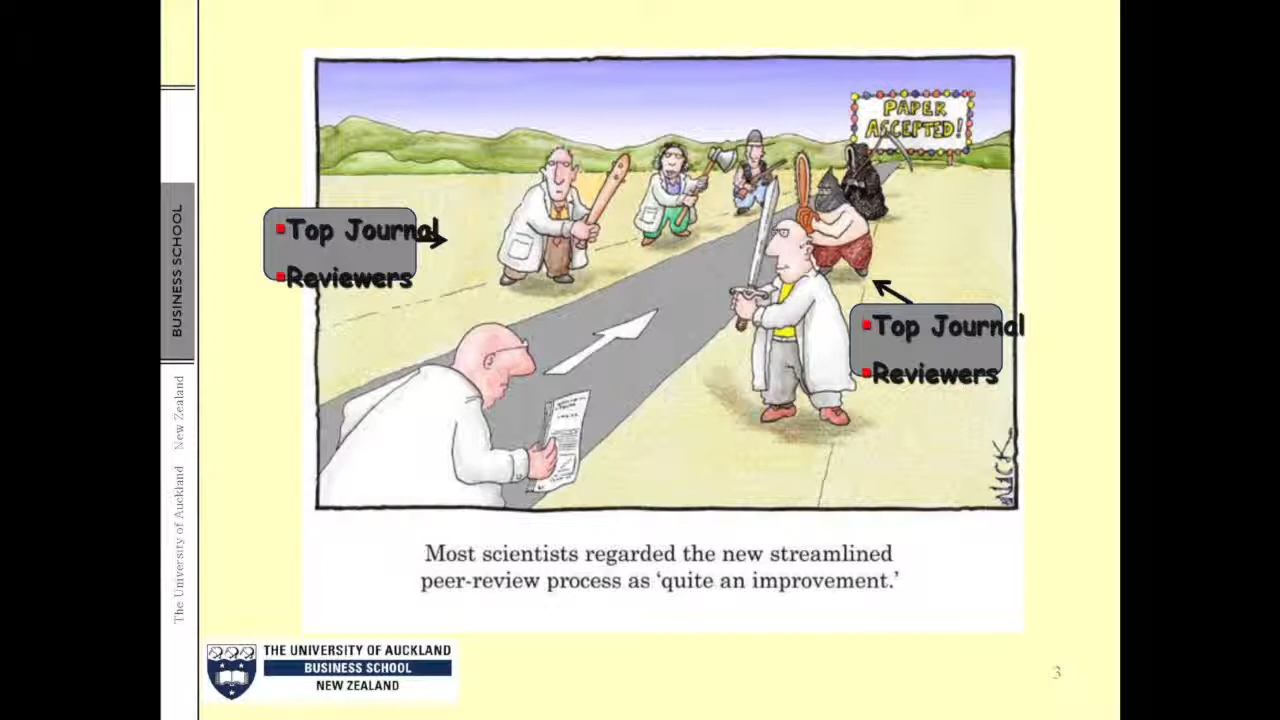 PAPER
ACCEPTED!
Top Journal
Reviewers
Top Journal
Reviewers
NICK
Most scientists regarded the new streamlined
peer-review process as ‘quite an improvement.’
BUSINESS SCHOOL
The University of Auckland New Zealand
THE UNIVERSITY OF AUCKLAND
BUSINESS SCHOOL
NEW ZEALAND
3